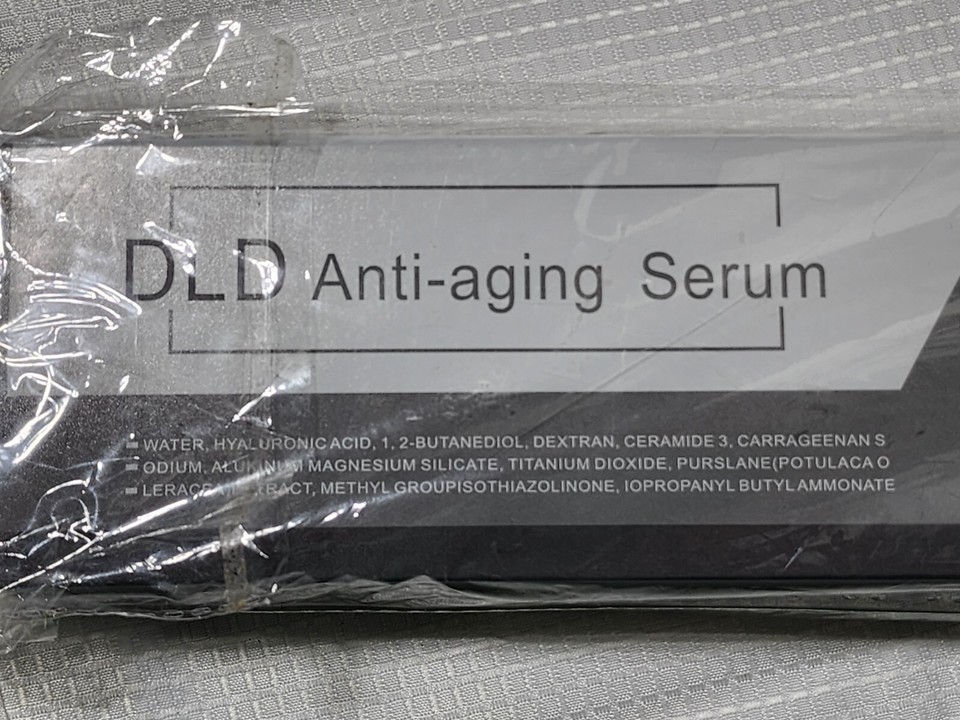 DLD Anti-aging Serum
WATER, HYALURONIC ACID, 1, 2-BUTANEDIOL, DEXTRAN, CERAMIDE 3, CARRAGEENAN S
ODIUM, ALUKINUM MAGNESIUM SILICATE, TITANIUM DIOXIDE, PURSLANE(POTULACA O
METHYL GROUPISOTHIAZOLINONE, IOPROPANYL BUTYL AMMONATE